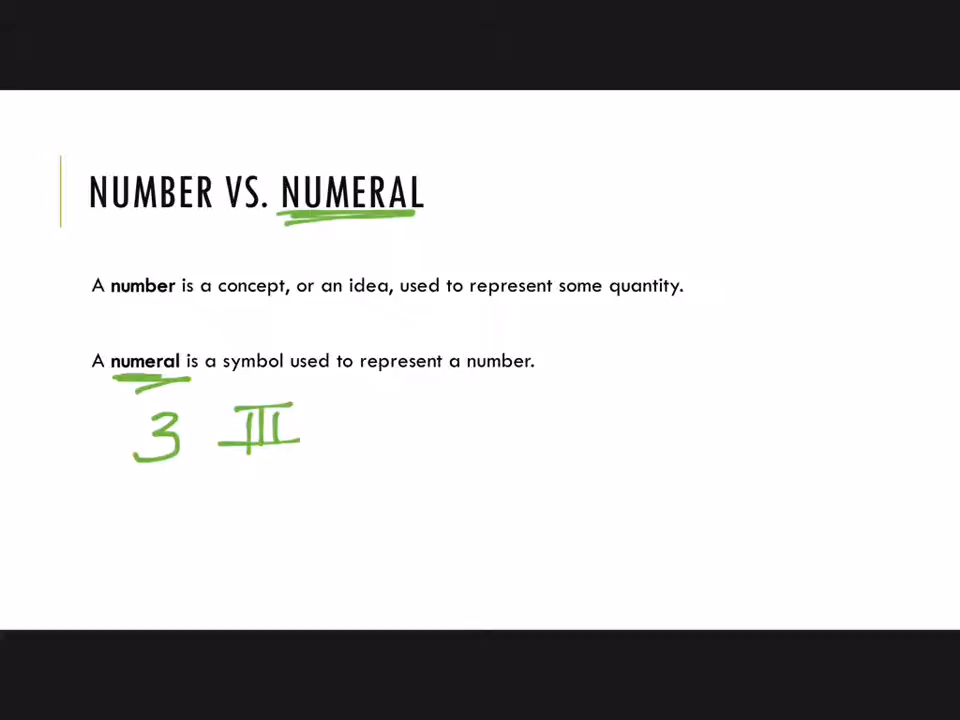 NUMBER VS. NUMERAL
A number is a concept, or an idea, used to represent some quantity.
A numeral is a symbol used to represent a number.
3 III